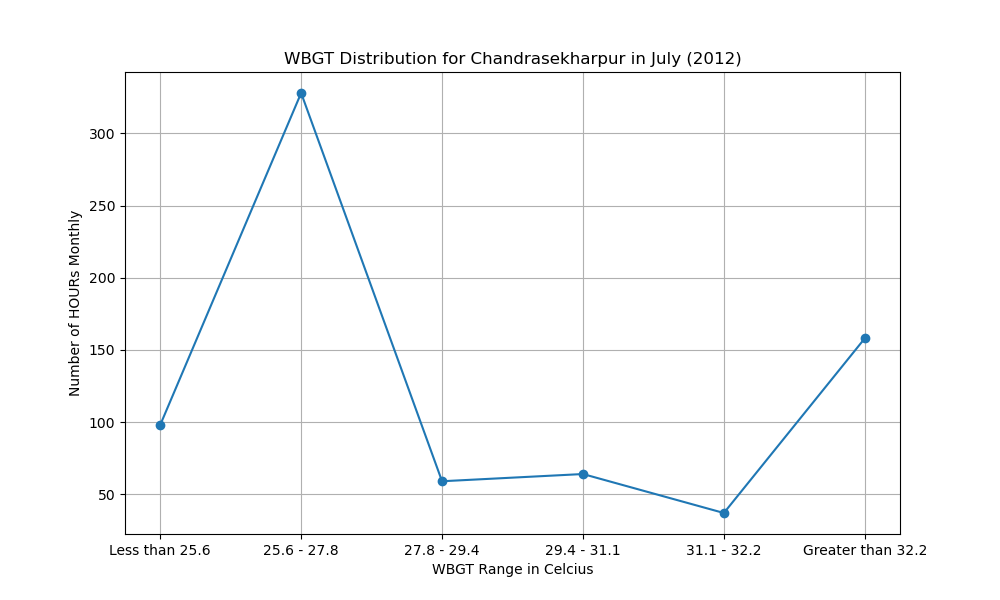 WBGT Distribution for Chandrasekharpur in July (2012)
Number of HOURs Monthly
300
250
200
150
100
50
Less than 25.6
25.6 - 27.8
27.8 - 29.4
29.4 - 31.1
31.1 - 32.2
Greater than 32.2
WBGT Range in Celcius